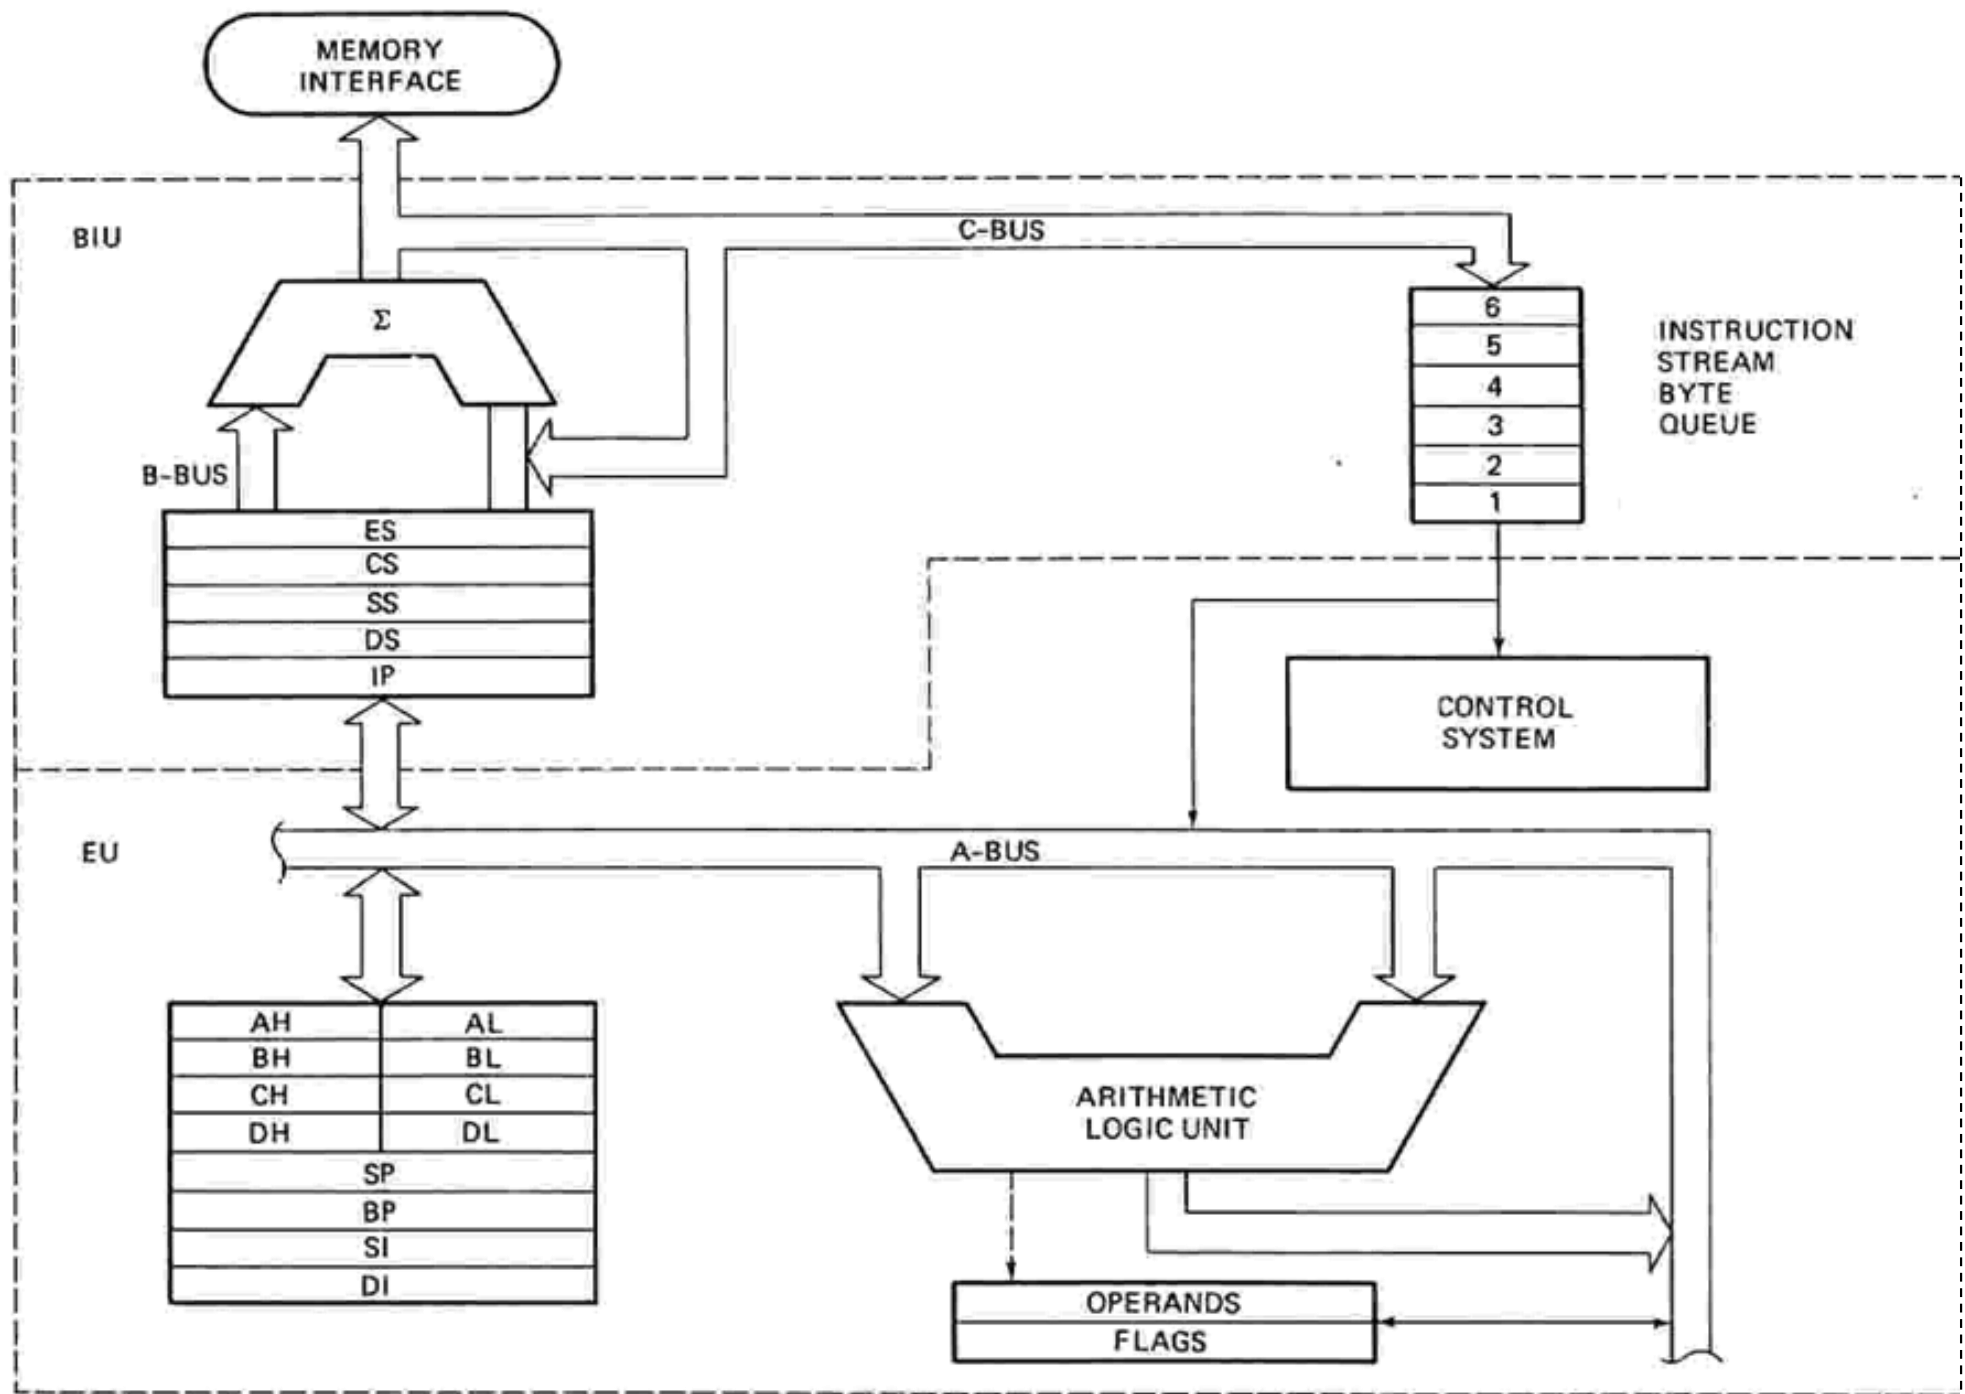 MEMORY
INTERFACE
BIU
C-BUS
Σ
6
5
4
3
2
1
INSTRUCTION
STREAM
BYTE
QUEUE
B-BUS
ES
CS
SS
DS
IP
CONTROL
SYSTEM
EU
A-BUS
AH AL
BH BL
CH CL
DH DL
SP
BP
SI
DI
ARITHMETIC
LOGIC UNIT
OPERANDS
FLAGS